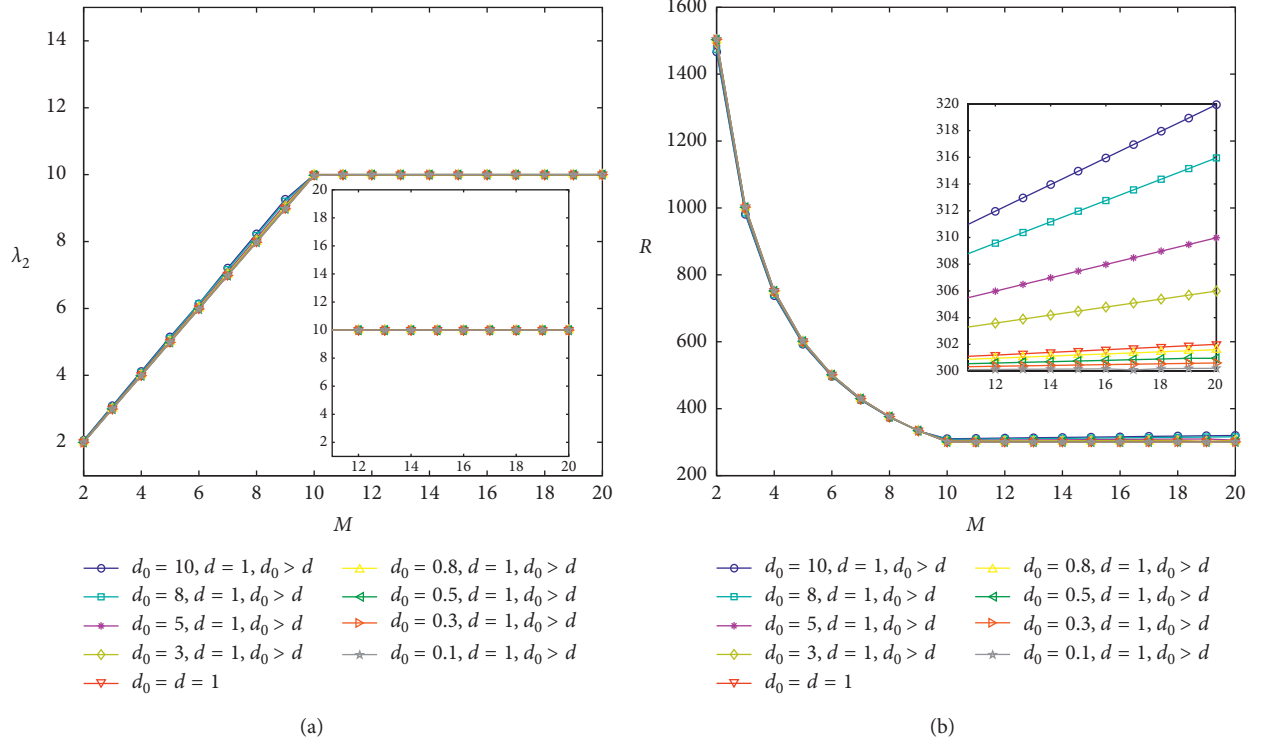 14
12
10
8
6
4
2
λ2
2 4 6 8 10 12 14 16 18 20
M
20
18
16
14
12
10
8
6
4
2
12 14 16 18 20
d0 = 10, d = 1, d0 > d
d0 = 8, d = 1, d0 > d
d0 = 5, d = 1, d0 > d
d0 = 3, d = 1, d0 > d
d0 = d = 1
d0 = 0.8, d = 1, d0 > d
d0 = 0.5, d = 1, d0 > d
d0 = 0.3, d = 1, d0 > d
d0 = 0.1, d = 1, d0 > d
(a)
1600
1400
1200
1000
800
600
400
200
R
2 4 6 8 10 12 14 16 18 20
M
320
318
316
314
312
310
308
306
304
302
300
12 14 16 18 20
d0 = 10, d = 1, d0 > d
d0 = 8, d = 1, d0 > d
d0 = 5, d = 1, d0 > d
d0 = 3, d = 1, d0 > d
d0 = d = 1
d0 = 0.8, d = 1, d0 > d
d0 = 0.5, d = 1, d0 > d
d0 = 0.3, d = 1, d0 > d
d0 = 0.1, d = 1, d0 > d
(b)